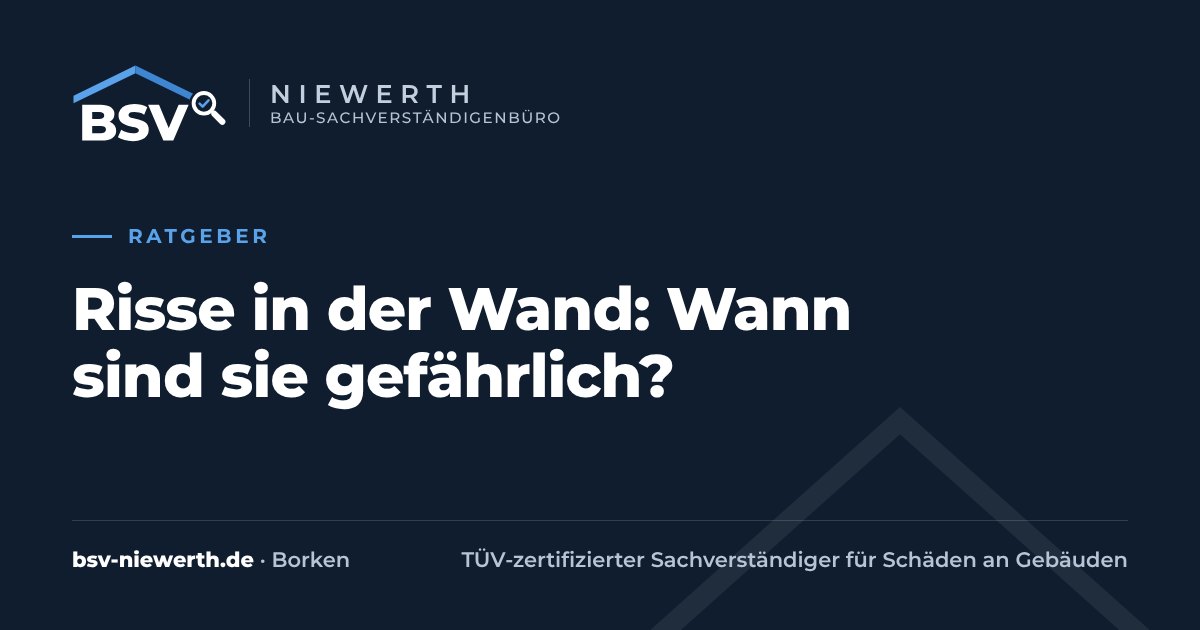 BSV
NIEWERTH
BAU-SACHVERSTÄNDIGENBÜRO
RATGEBER
Risse in der Wand: Wann
sind sie gefährlich?
bsv-niewerth.de · Borken
TÜV-zertifizierter Sachverständiger für Schäden an Gebäuden